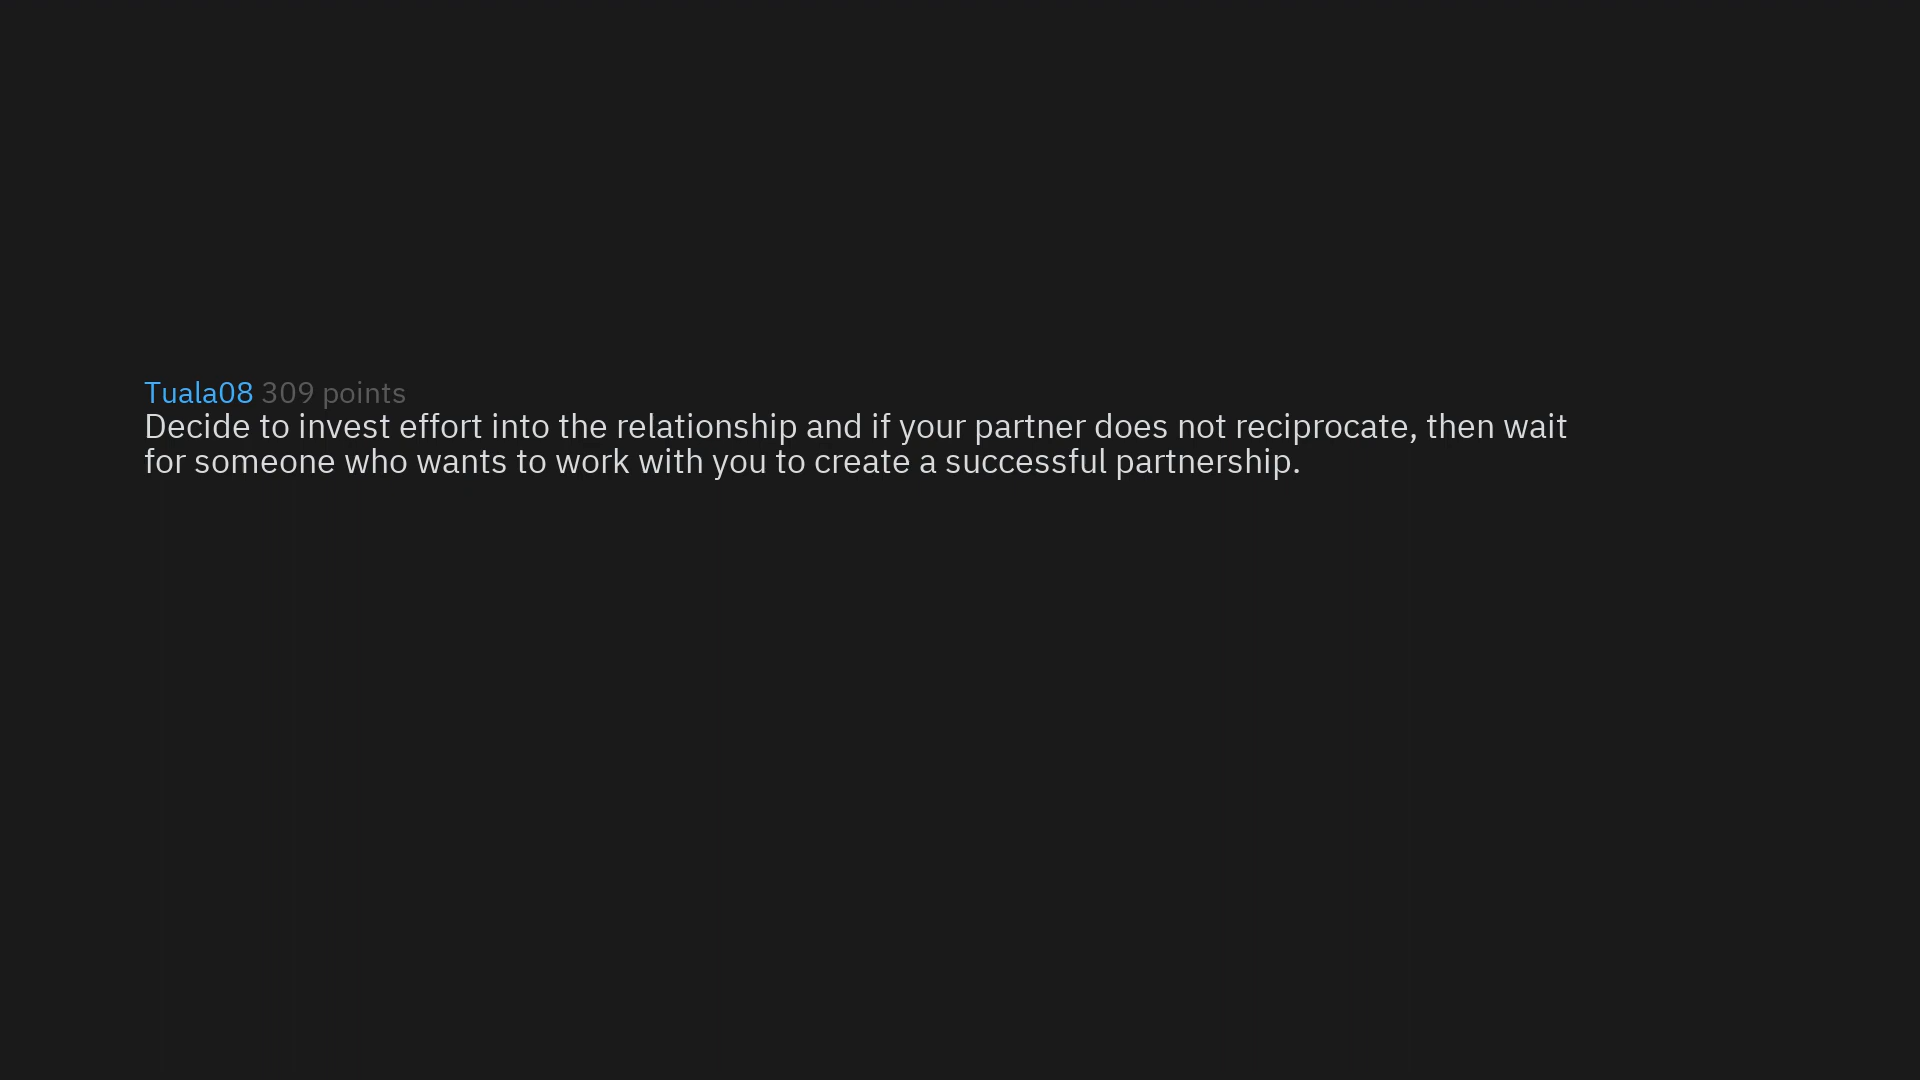 Tuala08 309 points
Decide to invest effort into the relationship and if your partner does not reciprocate, then wait
for someone who wants to work with you to create a successful partnership.